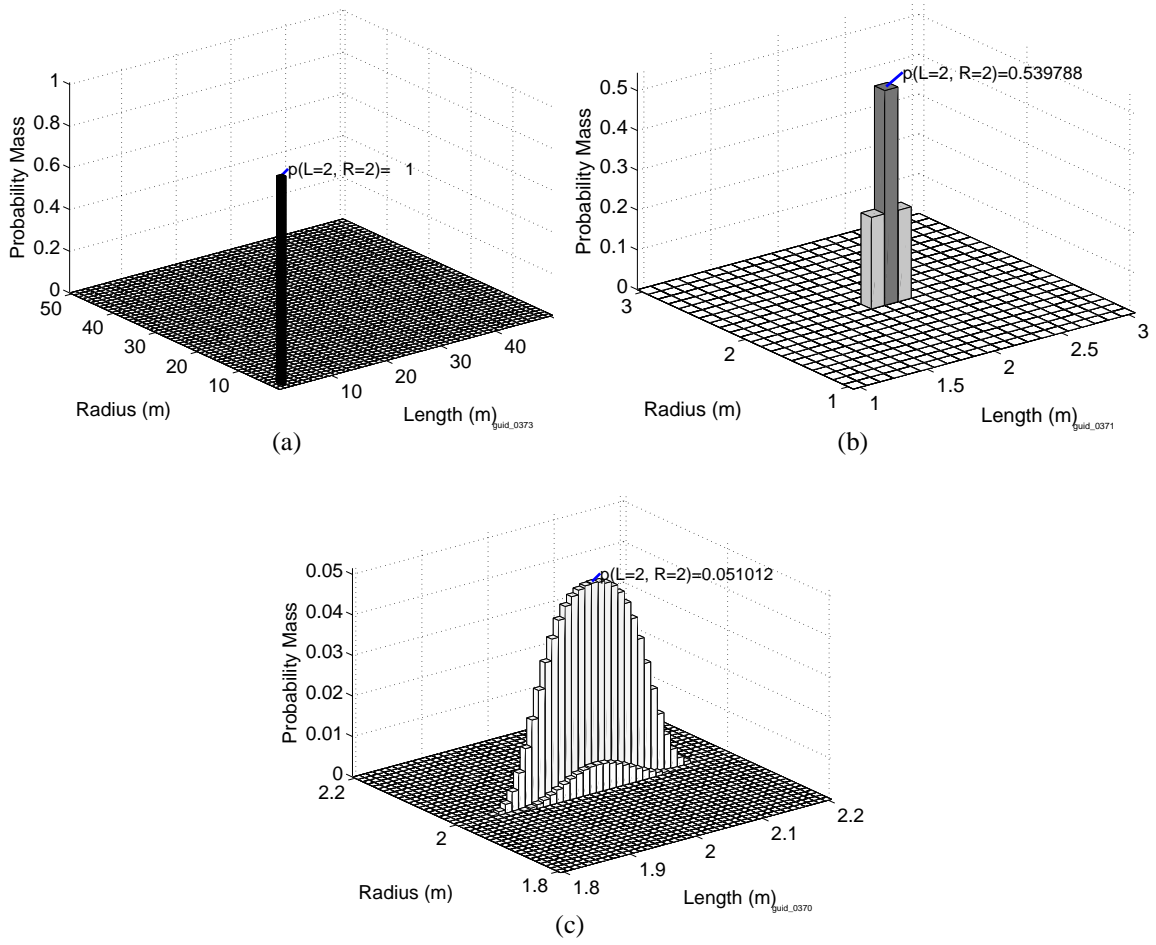 p(L=2, R=2)= 1
Probability Mass
1
0.8
0.6
0.4
0.2
0
50
40
30
20
10
Radius (m)
10
20
30
40
Length (m)
guid_0373
(a)
p(L=2, R=2)=0.539788
Probability Mass
0.5
0.4
0.3
0.2
0.1
0
3
2
1
Radius (m)
1
1.5
2
2.5
3
Length (m)
guid_0371
(b)
p(L=2, R=2)=0.051012
Probability Mass
0.05
0.04
0.03
0.02
0.01
0
2.2
2
1.8
Radius (m)
1.8
1.9
2
2.1
2.2
Length (m)
guid_0370
(c)